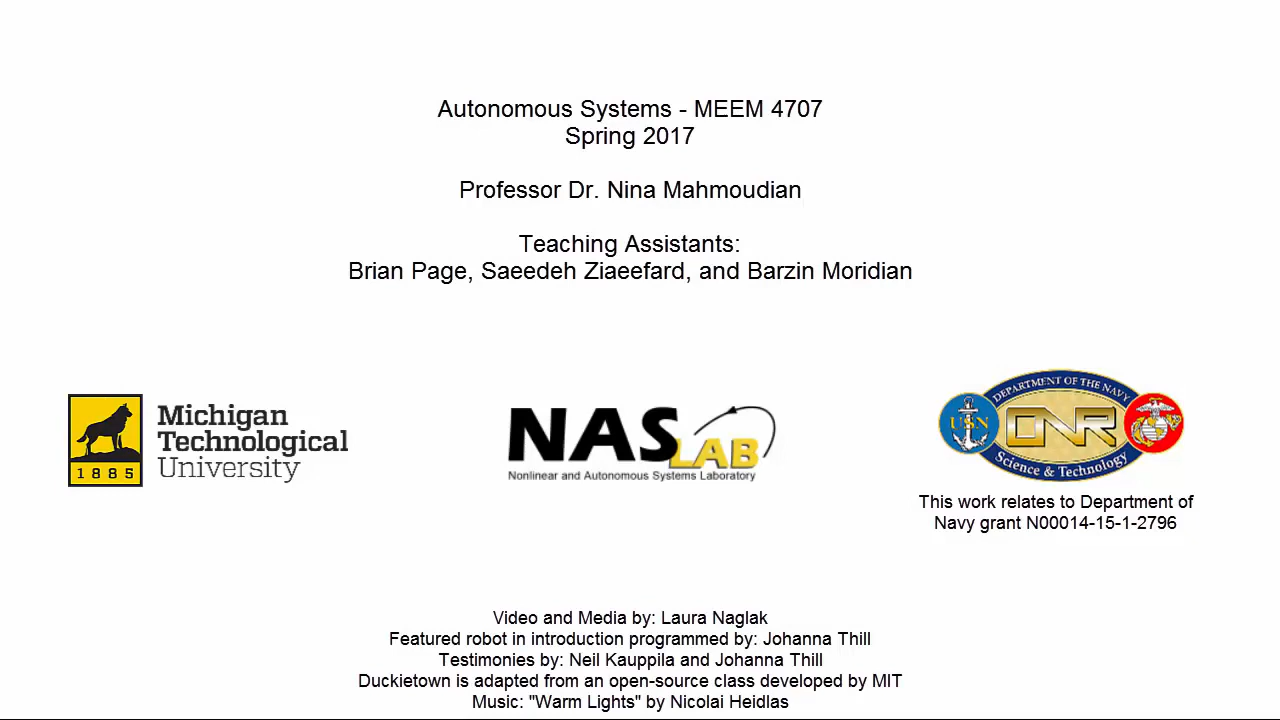 Autonomous Systems - MEEM 4707
Spring 2017
Professor Dr. Nina Mahmoudian
Teaching Assistants:
Brian Page, Saeedeh Ziaeefard, and Barzin Moridian
1885
Michigan
Technological
University
NAS LAB
Nonlinear and Autonomous Systems Laboratory
DEPARTMENT OF THE NAVY
USN
ONR
Science & Technology
This work relates to Department of
Navy grant N00014-15-1-2796
Video and Media by: Laura Naglak
Featured robot in introduction programmed by: Johanna Thill
Testimonies by: Neil Kauppila and Johanna Thill
Duckietown is adapted from an open-source class developed by MIT
Music: "Warm Lights" by Nicolai Heidlas